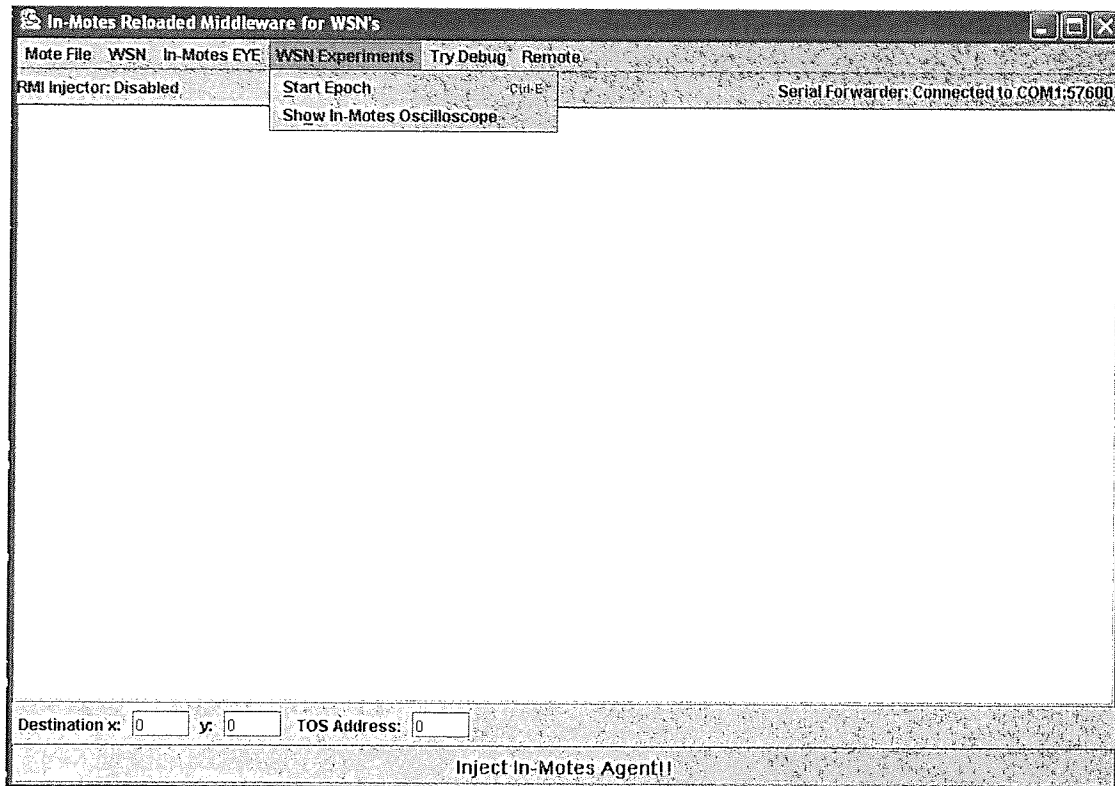 In-Motes Reloaded Middleware for WSN's
Mote File WSN In-Motes EYE WSN Experiments Try Debug Remote
RMI Injector: Disabled
Serial Forwarder: Connected to COM1:57600
Start Epoch Ctrl-E
Show In-Motes Oscilloscope
Destination x: 0 y: 0 TOS Address: 0
Inject In-Motes Agent!!